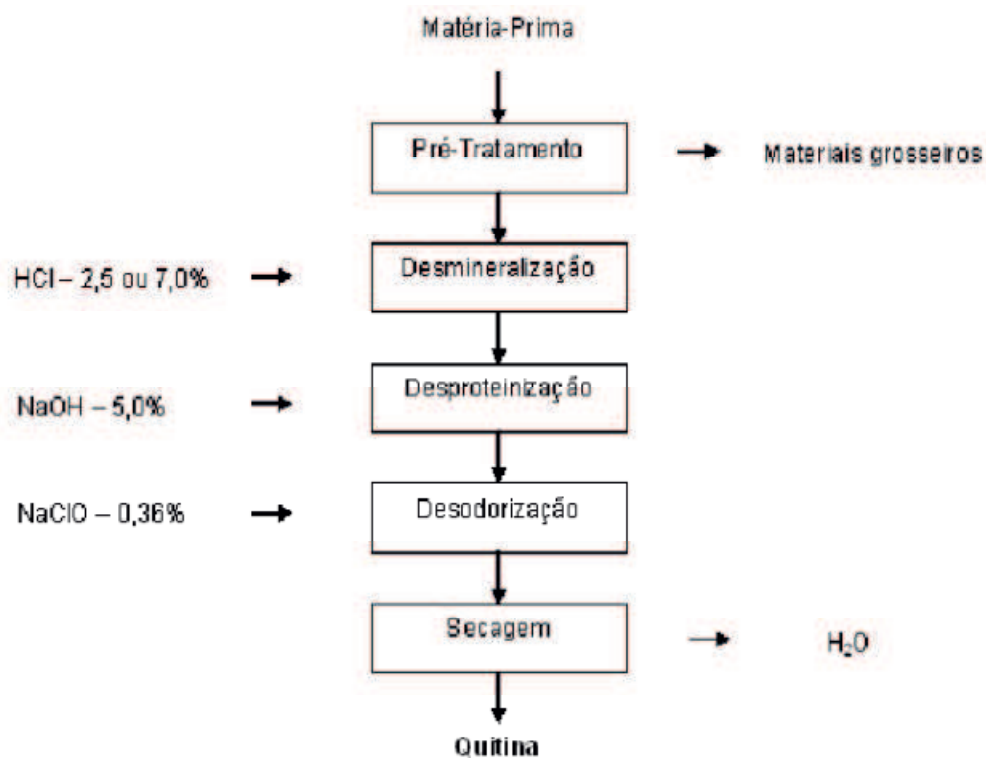 Matéria-Prima
Pré-Tratamento
Materiais grosseiros
HCl – 2,5 ou 7,0%
Desmineralização
NaOH – 5,0%
Desproteinização
NaClO – 0,36%
Desodorização
Secagem
H₂O
Quitina